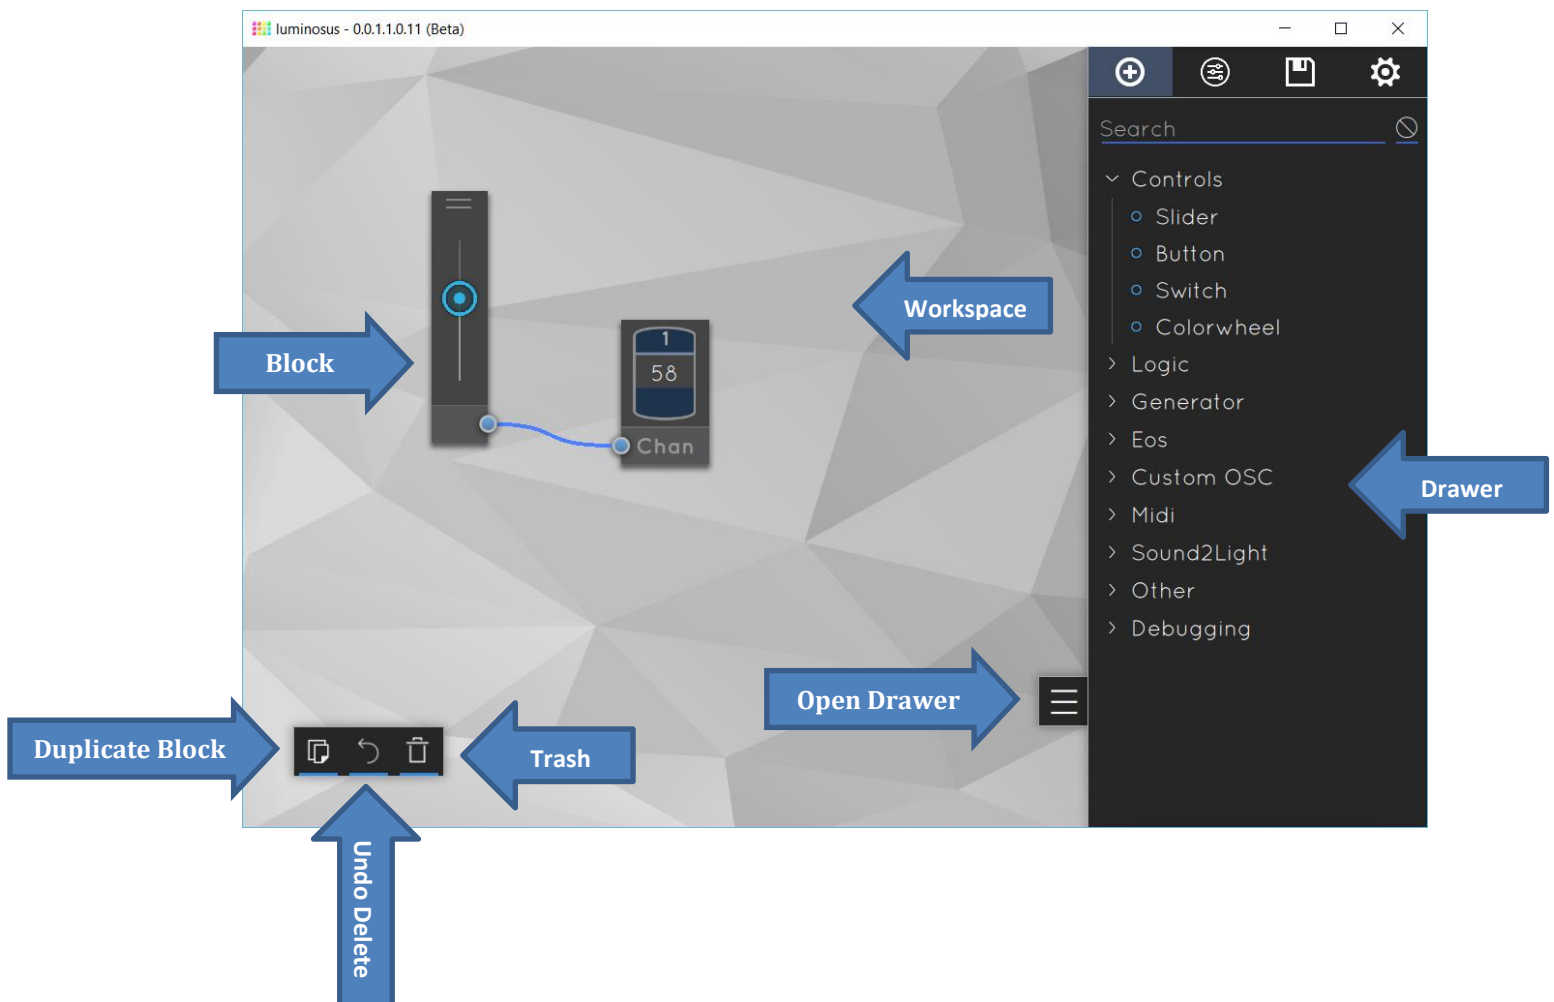 luminosus - 0.0.1.1.0.11 (Beta)
Search
Controls
Slider
Button
Switch
Colorwheel
Logic
Generator
Eos
Custom OSC
Midi
Sound2Light
Other
Debugging
Workspace
Block
1
58
Chan
Drawer
Open Drawer
Duplicate Block
Trash
Undo Delete